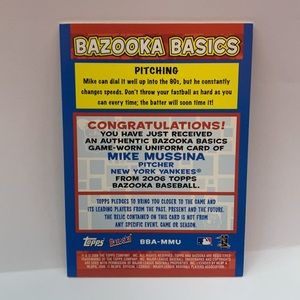 BAZOOKA BASICS
PITCHING
Mike can dial it well up into the 90s, but he constantly
changes speeds. Don't throw your fastball as hard as you
can every time; the batter will soon time it!
CONGRATULATIONS!
YOU HAVE JUST RECEIVED
AN AUTHENTIC BAZOOKA BASICS
GAME-WORN UNIFORM CARD OF
MIKE MUSSINA
PITCHER
NEW YORK YANKEES®
FROM 2006 TOPPS
BAZOOKA BASEBALL.
TOPPS PLEDGES TO BRING YOU CLOSER TO THE GAME AND
ITS LEADING PLAYERS FROM THE PAST, PRESENT AND THE FUTURE.
THE RELIC CONTAINED ON THIS CARD IS NOT FROM
ANY SPECIFIC EVENT, GAME OR SEASON.
Topps Bazooka BBA-MMU